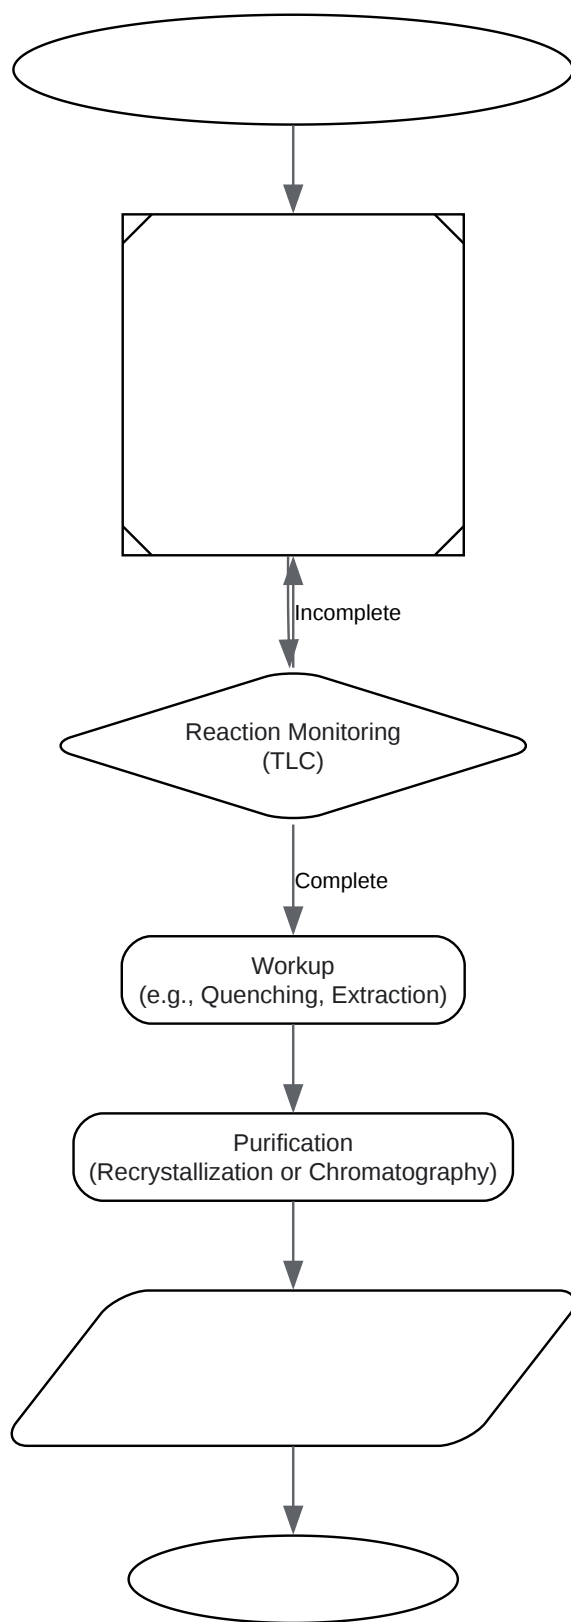 Incomplete
Reaction Monitoring
(TLC)
Complete
Workup
(e.g., Quenching, Extraction)
Purification
(Recrystallization or Chromatography)